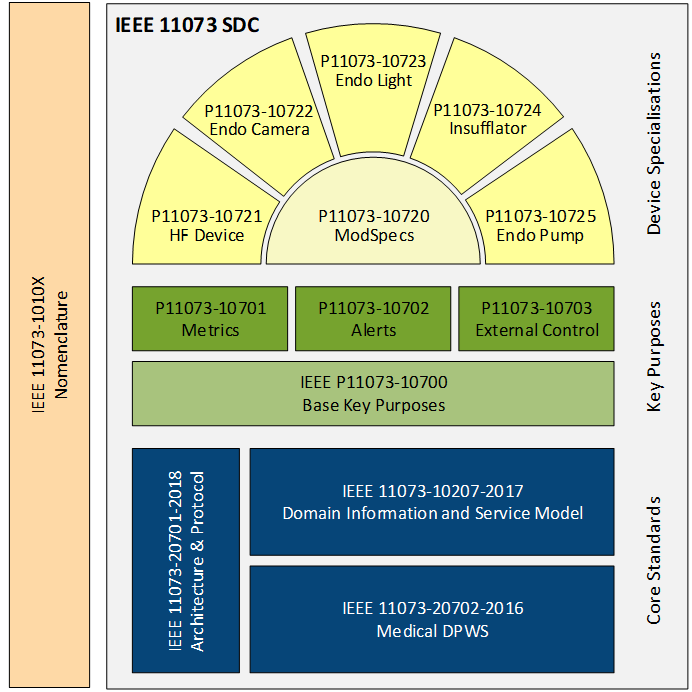 IEEE 11073 SDC
P11073-10723
Endo Light
P11073-10722
Endo Camera
P11073-10724
Insufflator
P11073-10721
HF Device
P11073-10720
ModSpecs
P11073-10725
Endo Pump
Device Specialisations
P11073-10701
Metrics
P11073-10702
Alerts
P11073-10703
External Control
IEEE P11073-10700
Base Key Purposes
Key Purposes
IEEE 11073-1010X
Nomenclature
IEEE 11073-20701-2018
Architecture & Protocol
IEEE 11073-10207-2017
Domain Information and Service Model
IEEE 11073-20702-2016
Medical DPWS
Core Standards